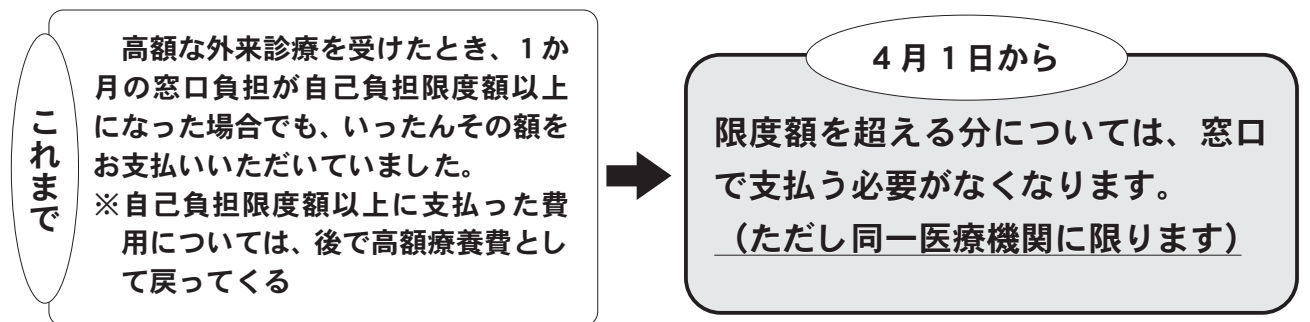 これまで
　高額な外来診療を受けたとき、１か
月の窓口負担が自己負担限度額以上
になった場合でも、いったんその額を
お支払いいただいていました。
※自己負担限度額以上に支払った費
用については、後で高額療養費とし
て戻ってくる
４月１日から
限度額を超える分については、窓口
で支払う必要がなくなります。
（ただし同一医療機関に限ります）